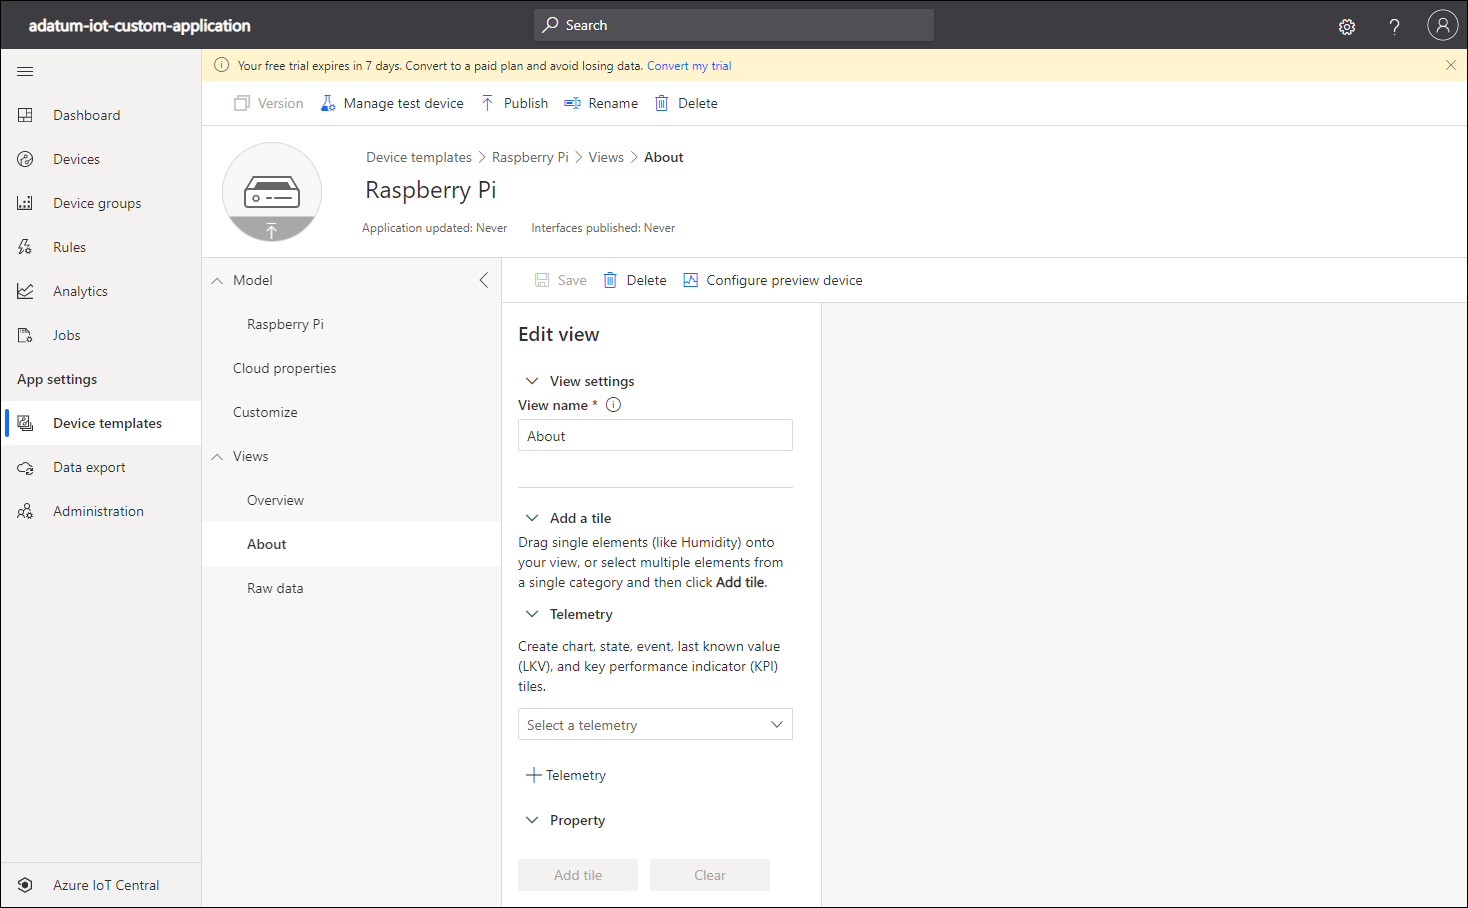 adatum-iot-custom-application
Search
Your free trial expires in 7 days. Convert to a paid plan and avoid losing data. Convert my trial
Version
Manage test device
Publish
Rename
Delete
Dashboard
Devices
Device groups
Rules
Analytics
Jobs
App settings
Device templates
Data export
Administration
Azure IoT Central
Device templates > Raspberry Pi > Views > About
Raspberry Pi
Application updated: Never
Interfaces published: Never
Model
Raspberry Pi
Cloud properties
Customize
Views
Overview
About
Raw data
Save
Delete
Configure preview device
Edit view
View settings
View name *
About
Add a tile
Drag single elements (like Humidity) onto
your view, or select multiple elements from
a single category and then click Add tile.
Telemetry
Create chart, state, event, last known value
(LKV), and key performance indicator (KPI)
tiles.
Select a telemetry
Telemetry
Property
Add tile
Clear